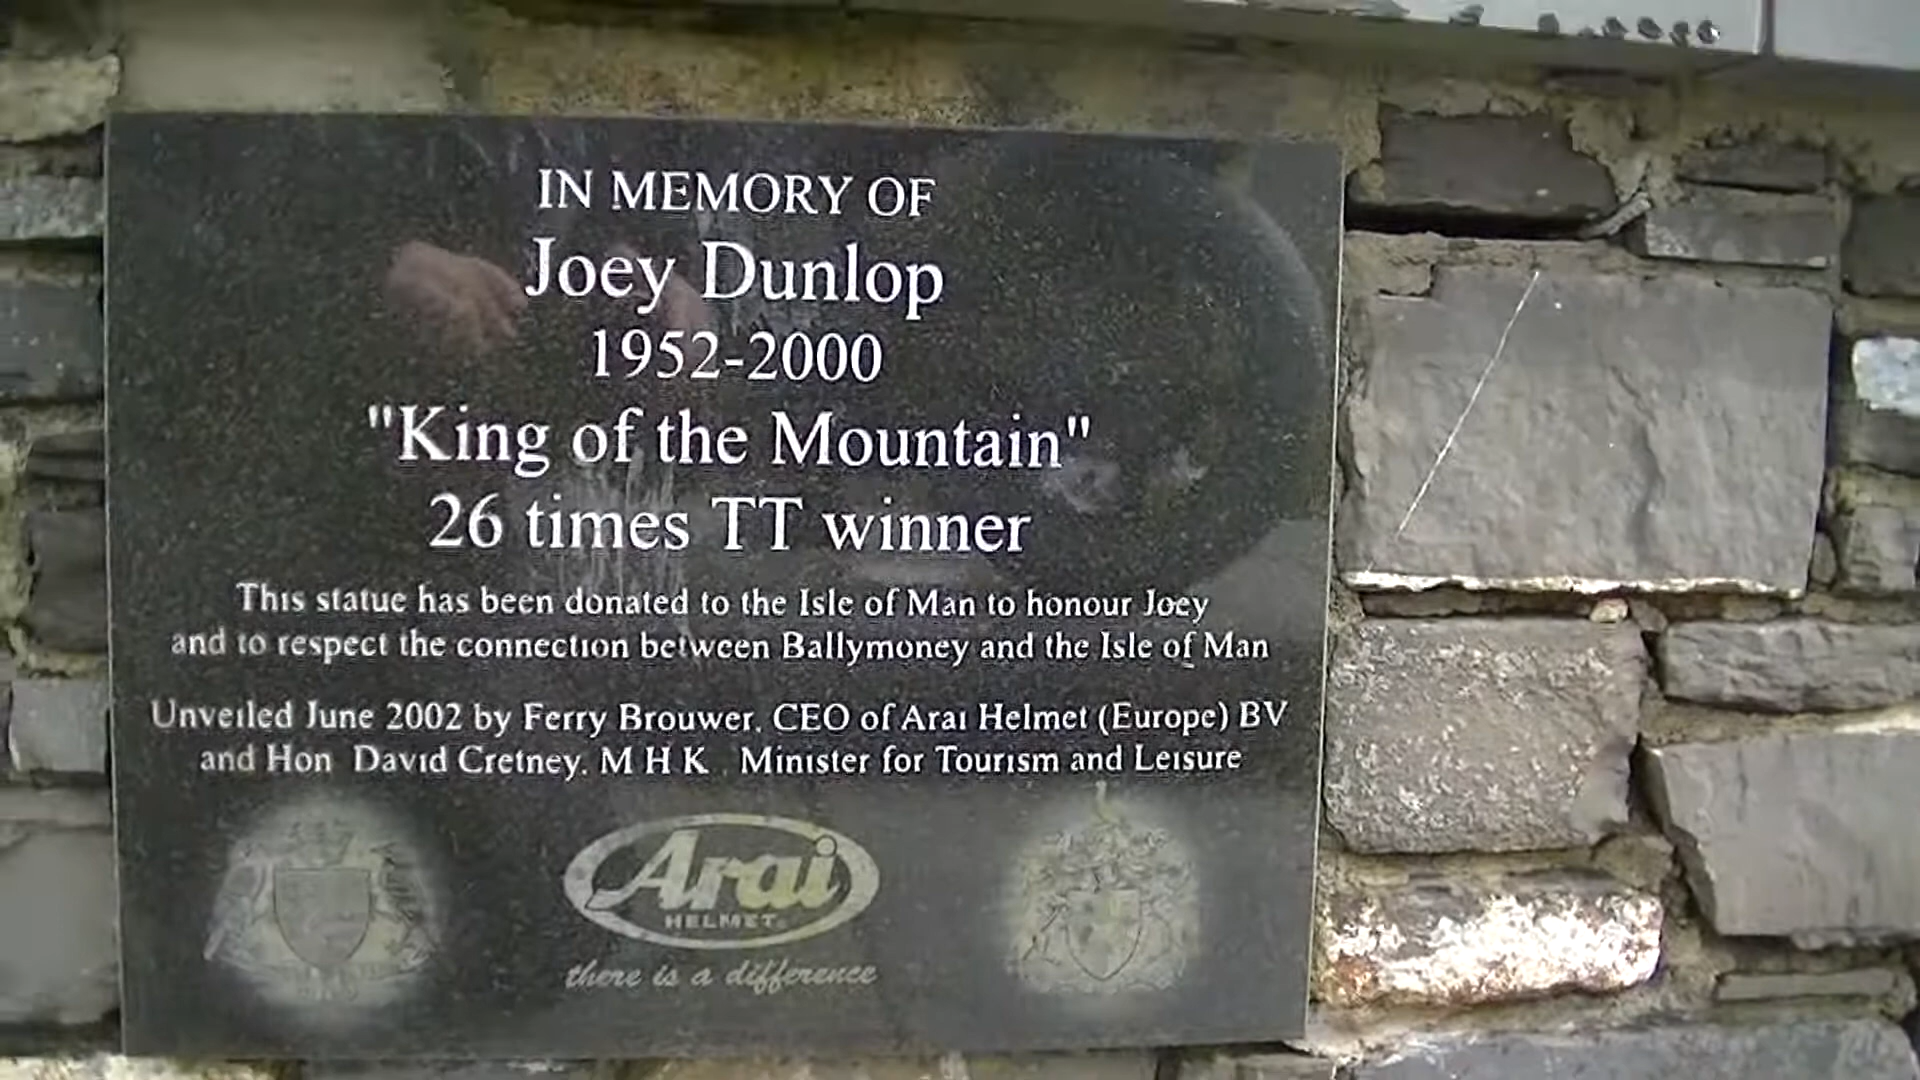 IN MEMORY OF
Joey Dunlop
1952-2000
"King of the Mountain"
26 times TT winner
This statue has been donated to the Isle of Man to honour Joey
and to respect the connection between Ballymoney and the Isle of Man
Unveiled June 2002 by Ferry Brouwer, CEO of Arai Helmet (Europe) BV
and Hon David Cretney, M H K Minister for Tourism and Leisure
Arai
HELMET
there is a difference